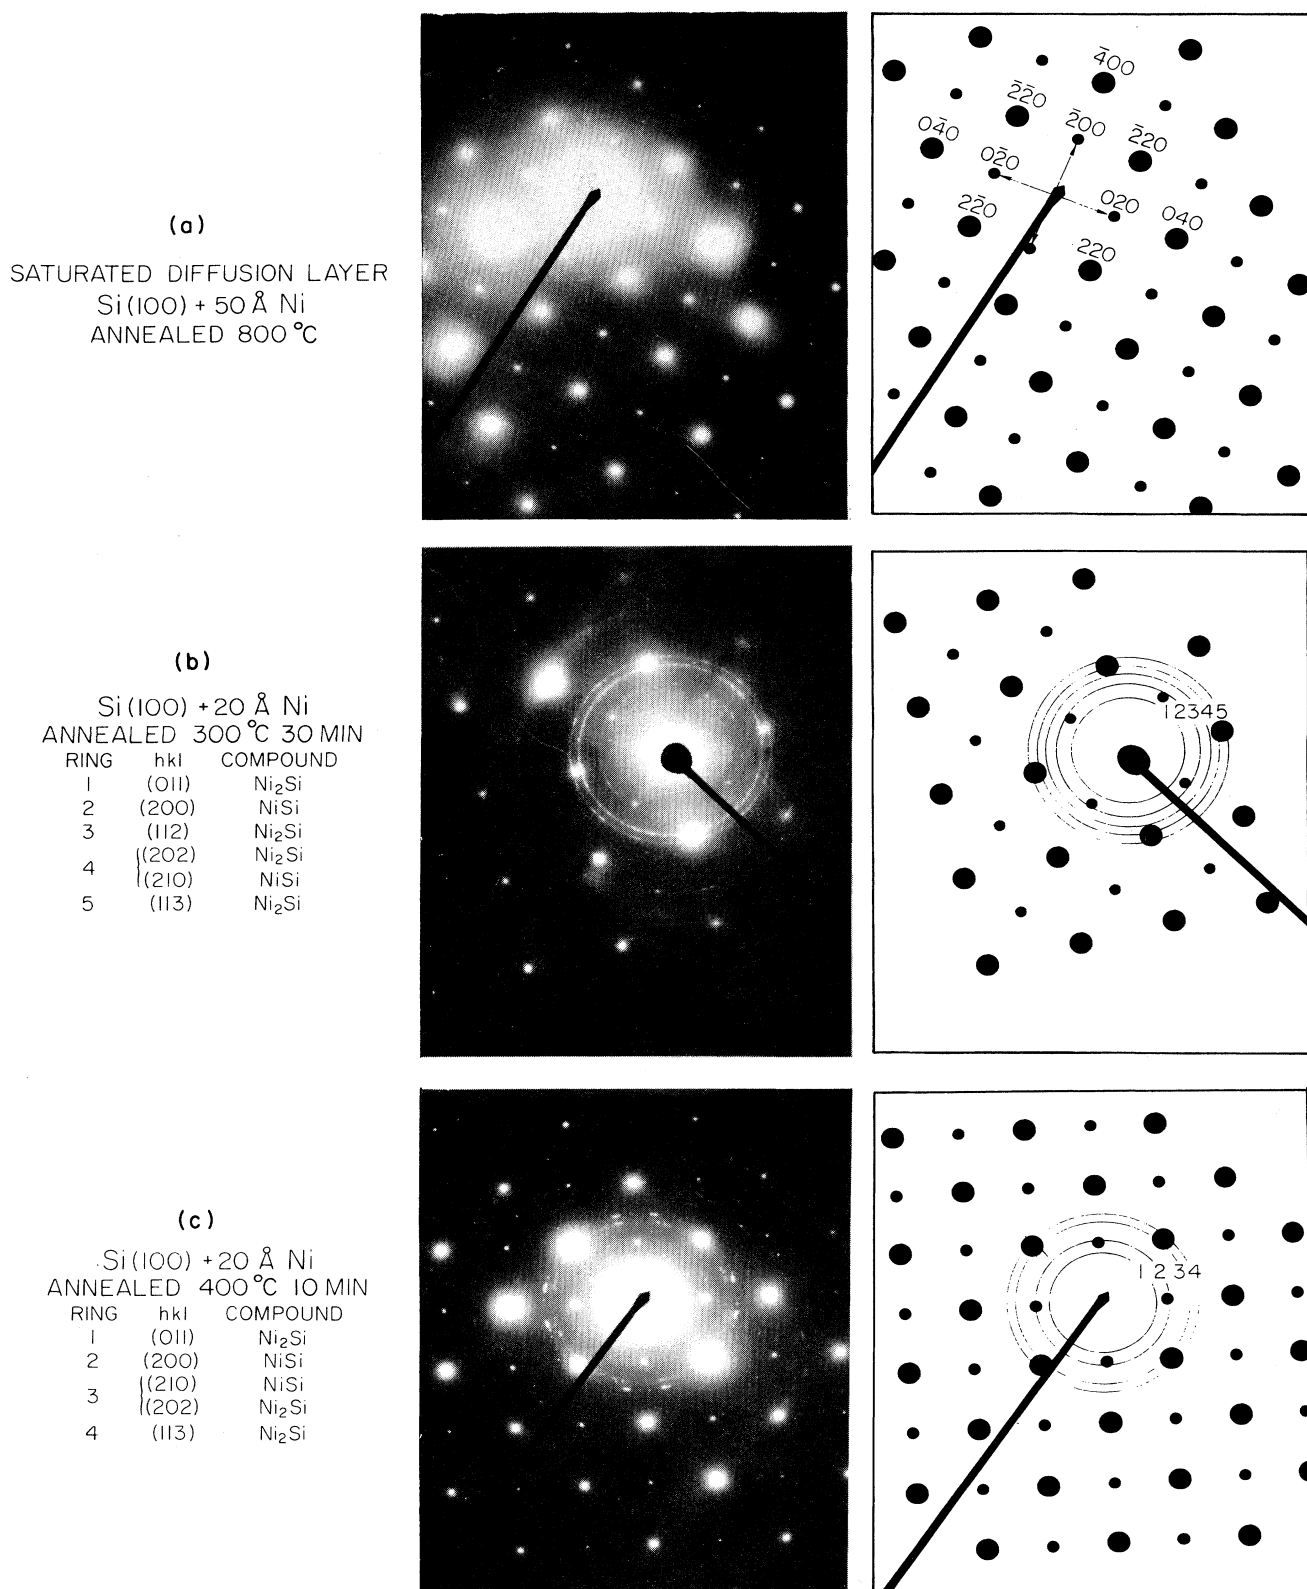 (a)
SATURATED DIFFUSION LAYER
Si(100) + 50 Å Ni
ANNEALED 800 °C
4̄00
2̄2̄0
2̄00
04̄0
2̄20
02̄0
020
22̄0
040
220
(b)
Si(100) + 20 Å Ni
ANNEALED 300 °C 30 MIN
RING hkl COMPOUND
1 (011) Ni₂Si
2 (200) NiSi
3 (112) Ni₂Si
4 (202) Ni₂Si
(210) NiSi
5 (113) Ni₂Si
12345
(c)
Si(100) + 20 Å Ni
ANNEALED 400 °C 10 MIN
RING hkl COMPOUND
1 (011) Ni₂Si
2 (200) NiSi
3 (210) NiSi
(202) Ni₂Si
4 (113) Ni₂Si
1 2 3 4